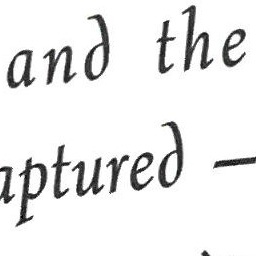 and the
aptured —